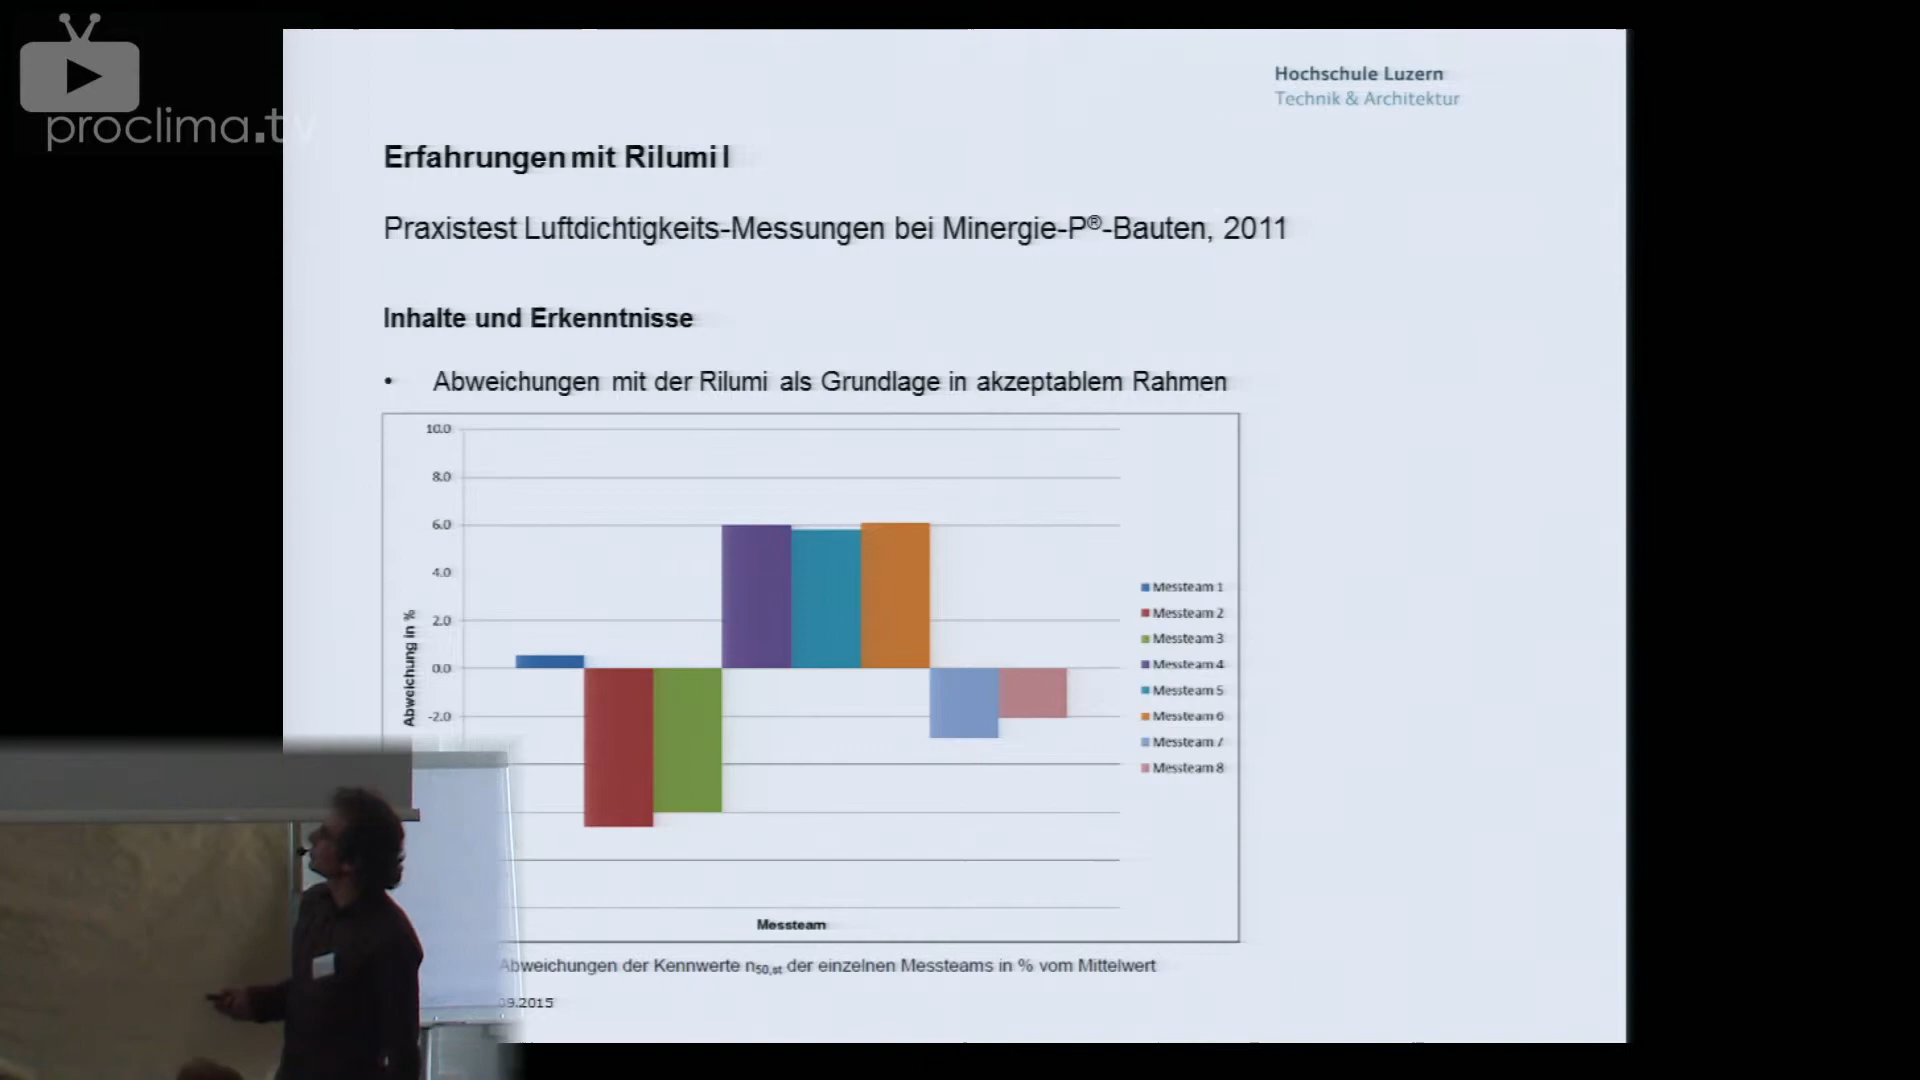 proclima.tv
Hochschule Luzern
Technik & Architektur
Erfahrungen mit Rilumi I
Praxistest Luftdichtigkeits-Messungen bei Minergie-P®-Bauten, 2011
Inhalte und Erkenntnisse
• Abweichungen mit der Rilumi als Grundlage in akzeptablem Rahmen
10.0
8.0
6.0
4.0
2.0
0.0
-2.0
Abweichung in %
Messteam 1
Messteam 2
Messteam 3
Messteam 4
Messteam 5
Messteam 6
Messteam 7
Messteam 8
Messteam
Abweichungen der Kennwerte n50,st der einzelnen Messteams in % vom Mittelwert
09.2015